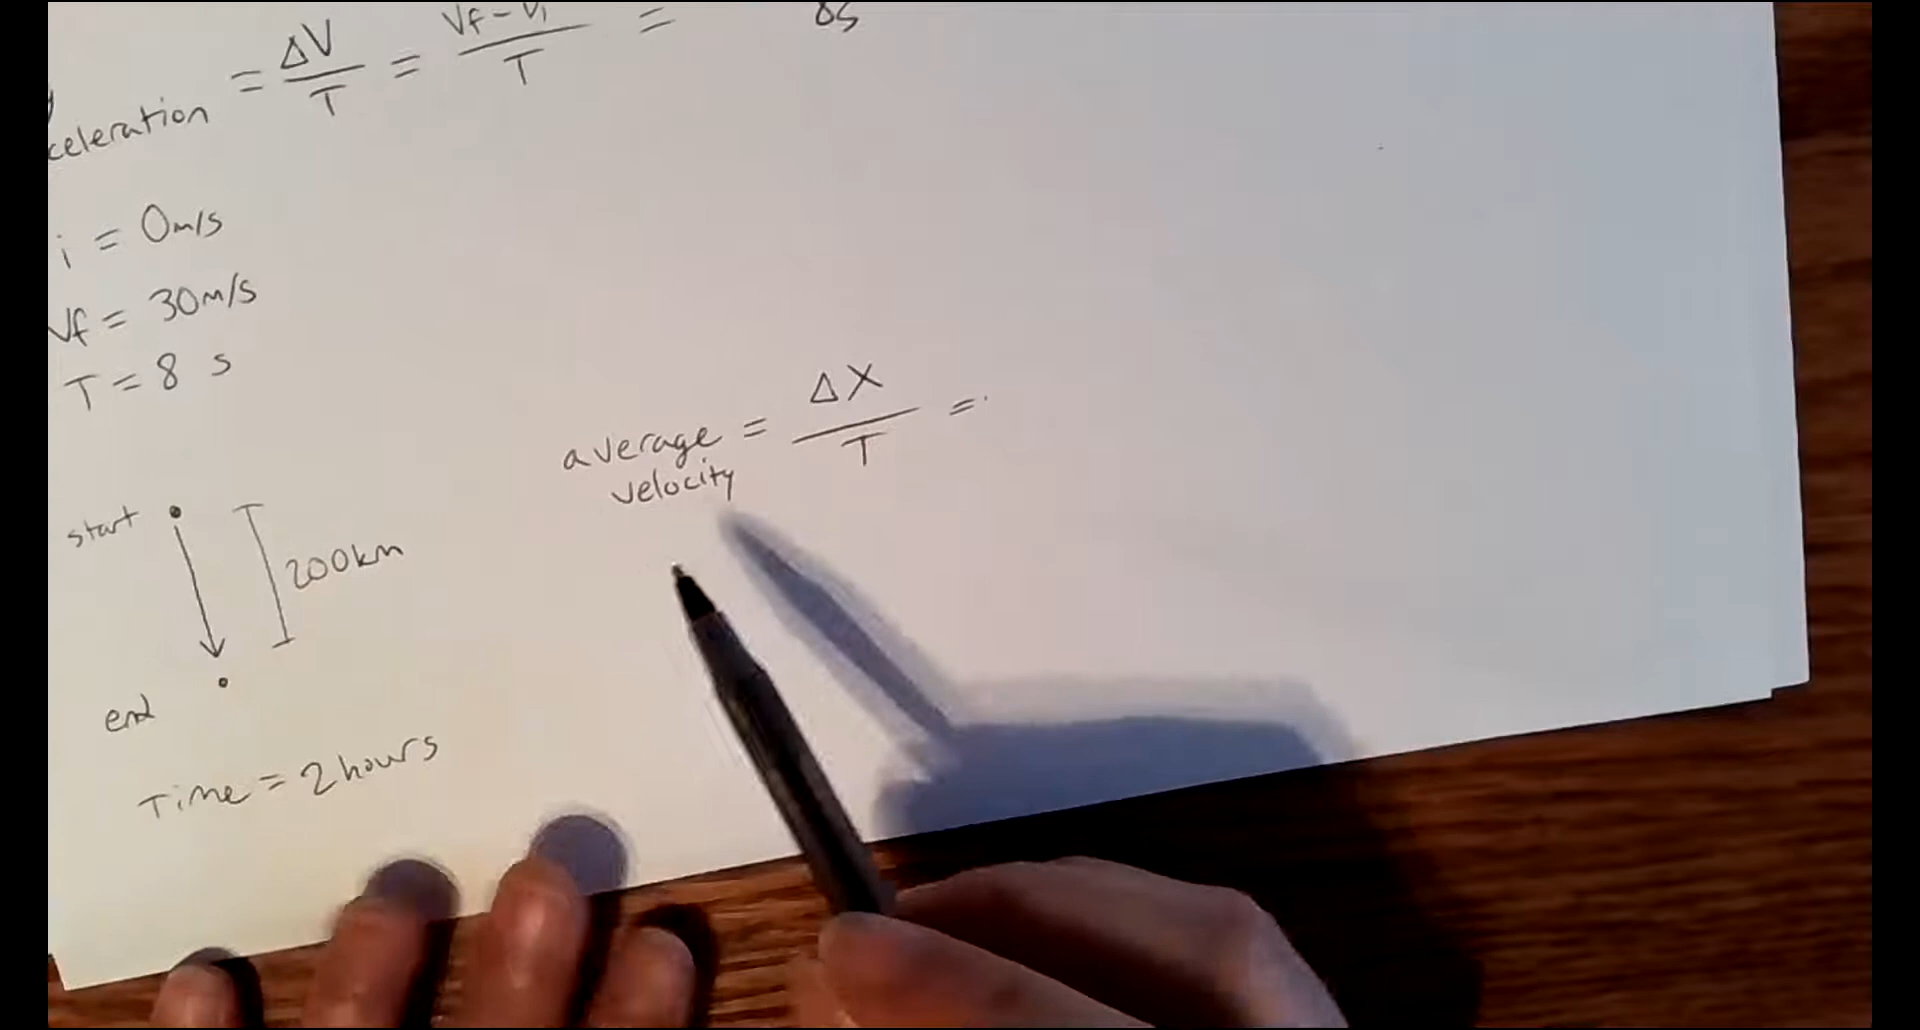 celeration = ΔV/T = Vf-Vi/T =
i = 0m/s
Vf = 30m/s
T = 8 s
average velocity = ΔX/T =
start
200km
end
Time = 2 hours